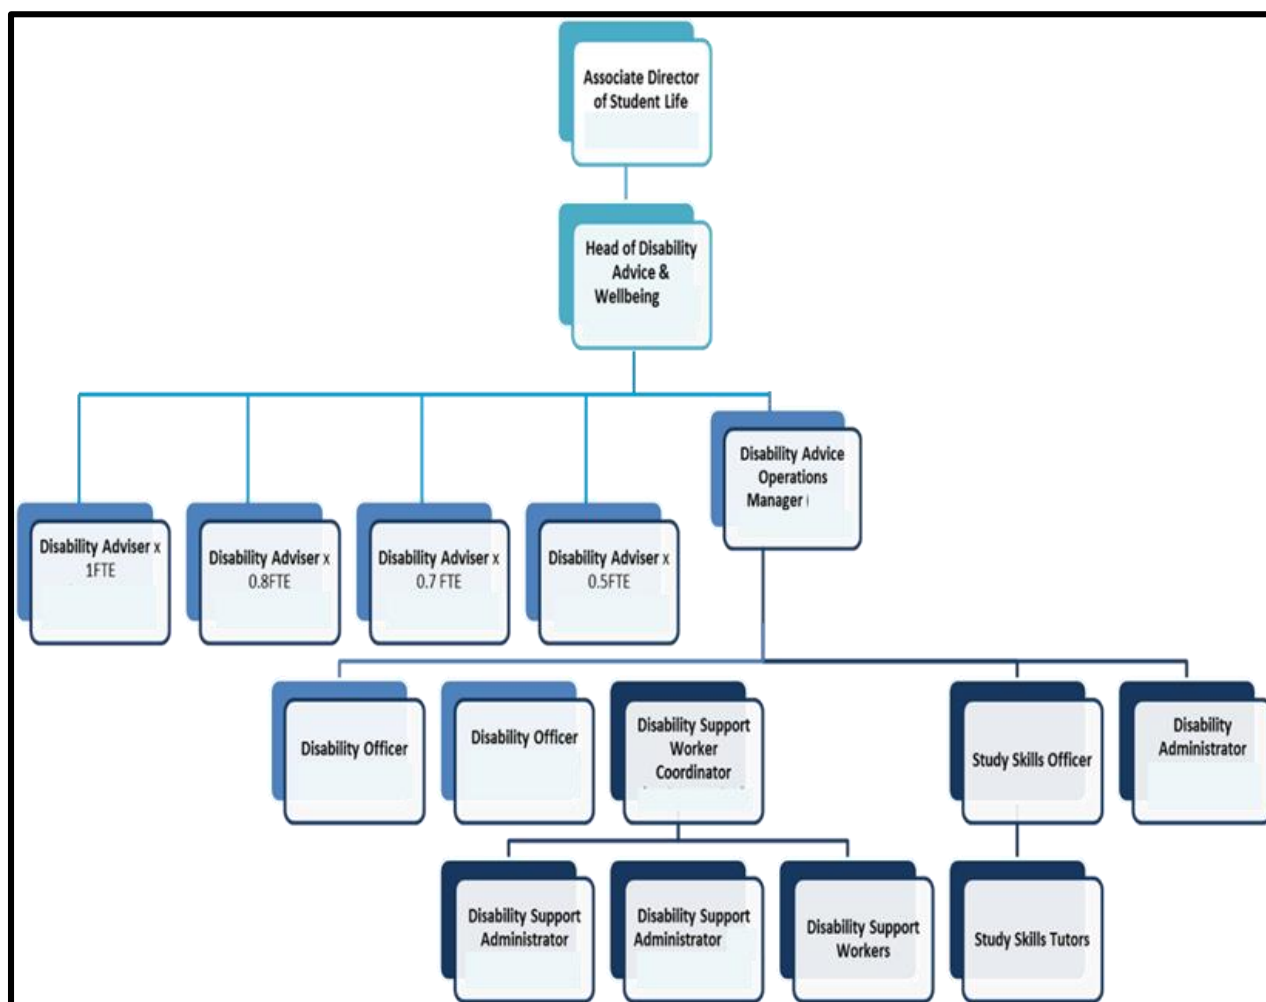 Associate Director
of Student Life
Head of Disability
Advice &
Wellbeing
Disability Advice
Operations
Manager
Disability Adviser x
1FTE
Disability Adviser x
0.8FTE
Disability Adviser x
0.7 FTE
Disability Adviser x
0.5FTE
Disability Officer
Disability Officer
Disability Support
Worker
Coordinator
Study Skills Officer
Disability
Administrator
Disability Support
Administrator
Disability Support
Administrator
Disability Support
Workers
Study Skills Tutors